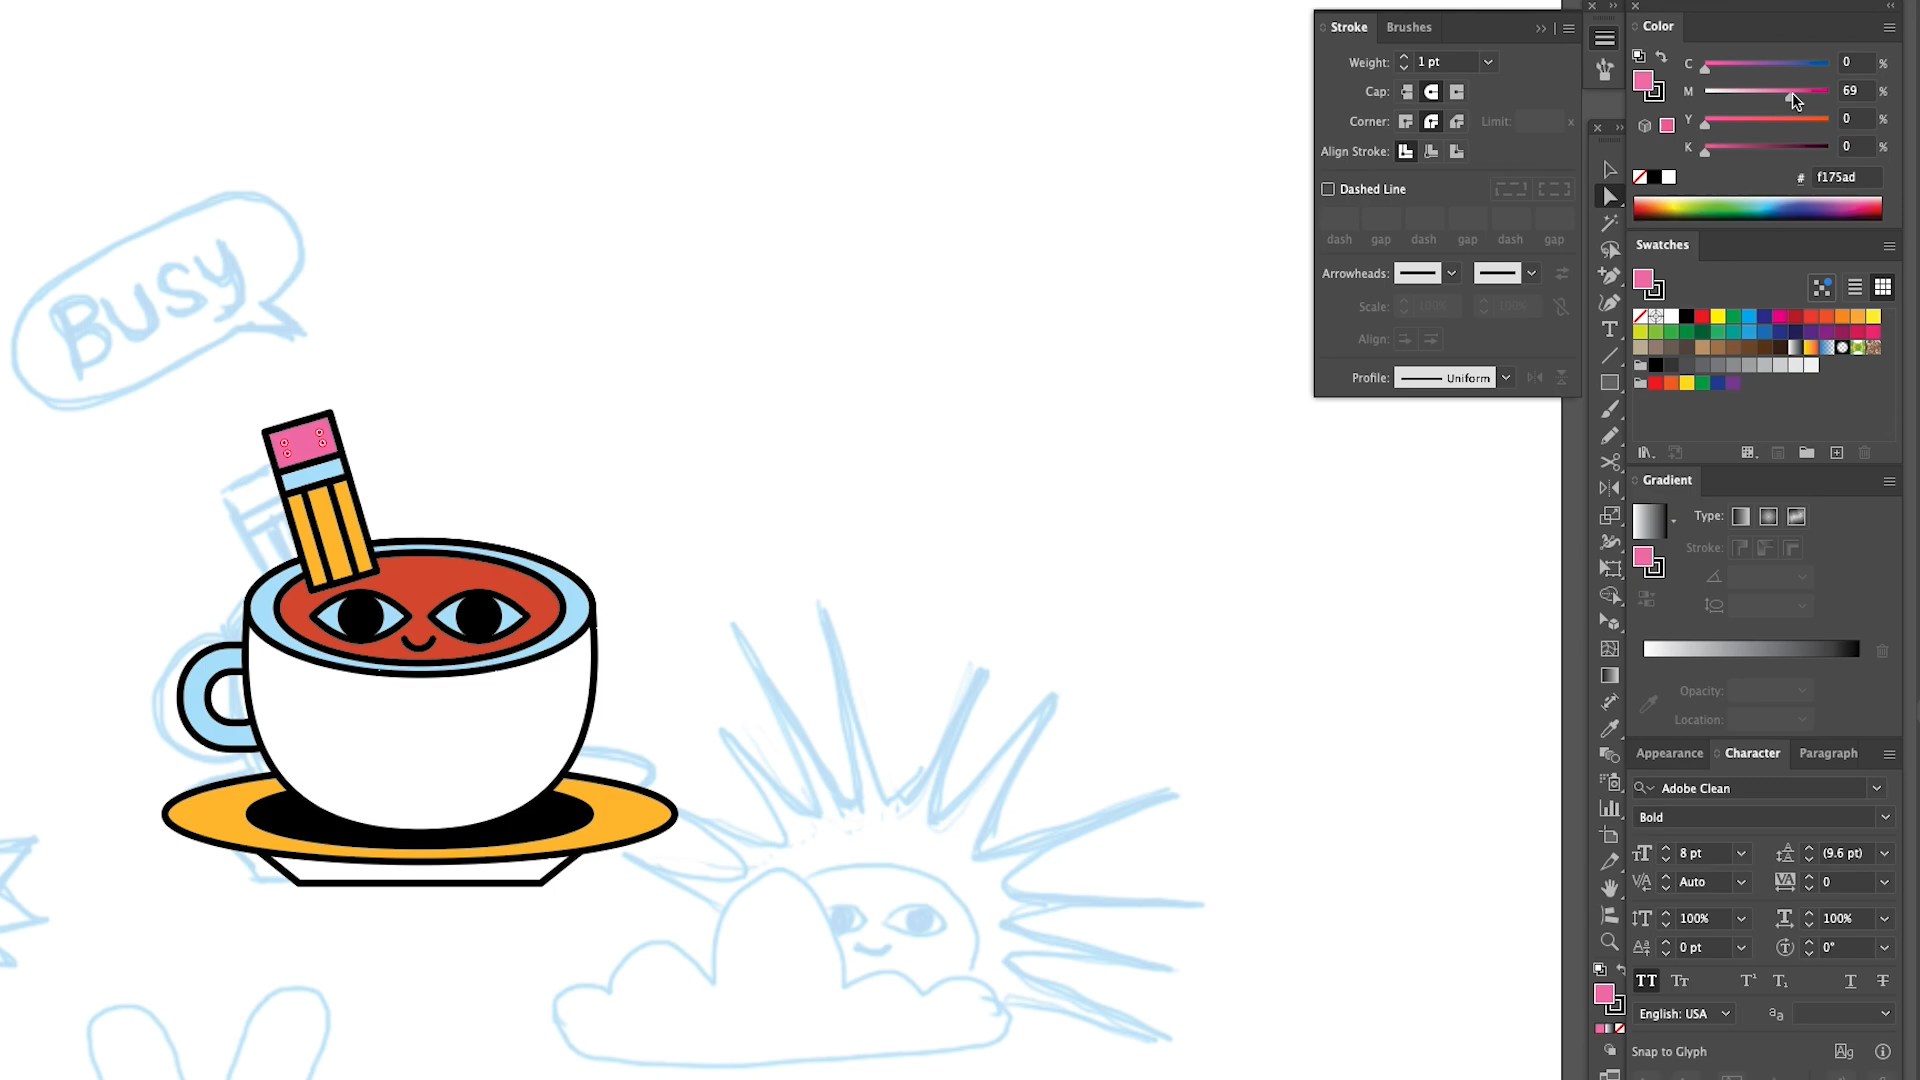 BUSY
Stroke
Brushes
Weight:
1 pt
Cap:
Corner:
Limit:
x
Align Stroke:
Dashed Line
dash
gap
dash
gap
dash
gap
Arrowheads:
Scale:
100%
100%
Align:
Profile:
Uniform
Color
C
0
%
M
69
%
Y
0
%
K
0
%
#
f175ad
Swatches
Gradient
Type:
Stroke:
Opacity:
Location:
Appearance
Character
Paragraph
Adobe Clean
Bold
8 pt
(9.6 pt)
Auto
0
100%
100%
0 pt
0°
English: USA
Snap to Glyph